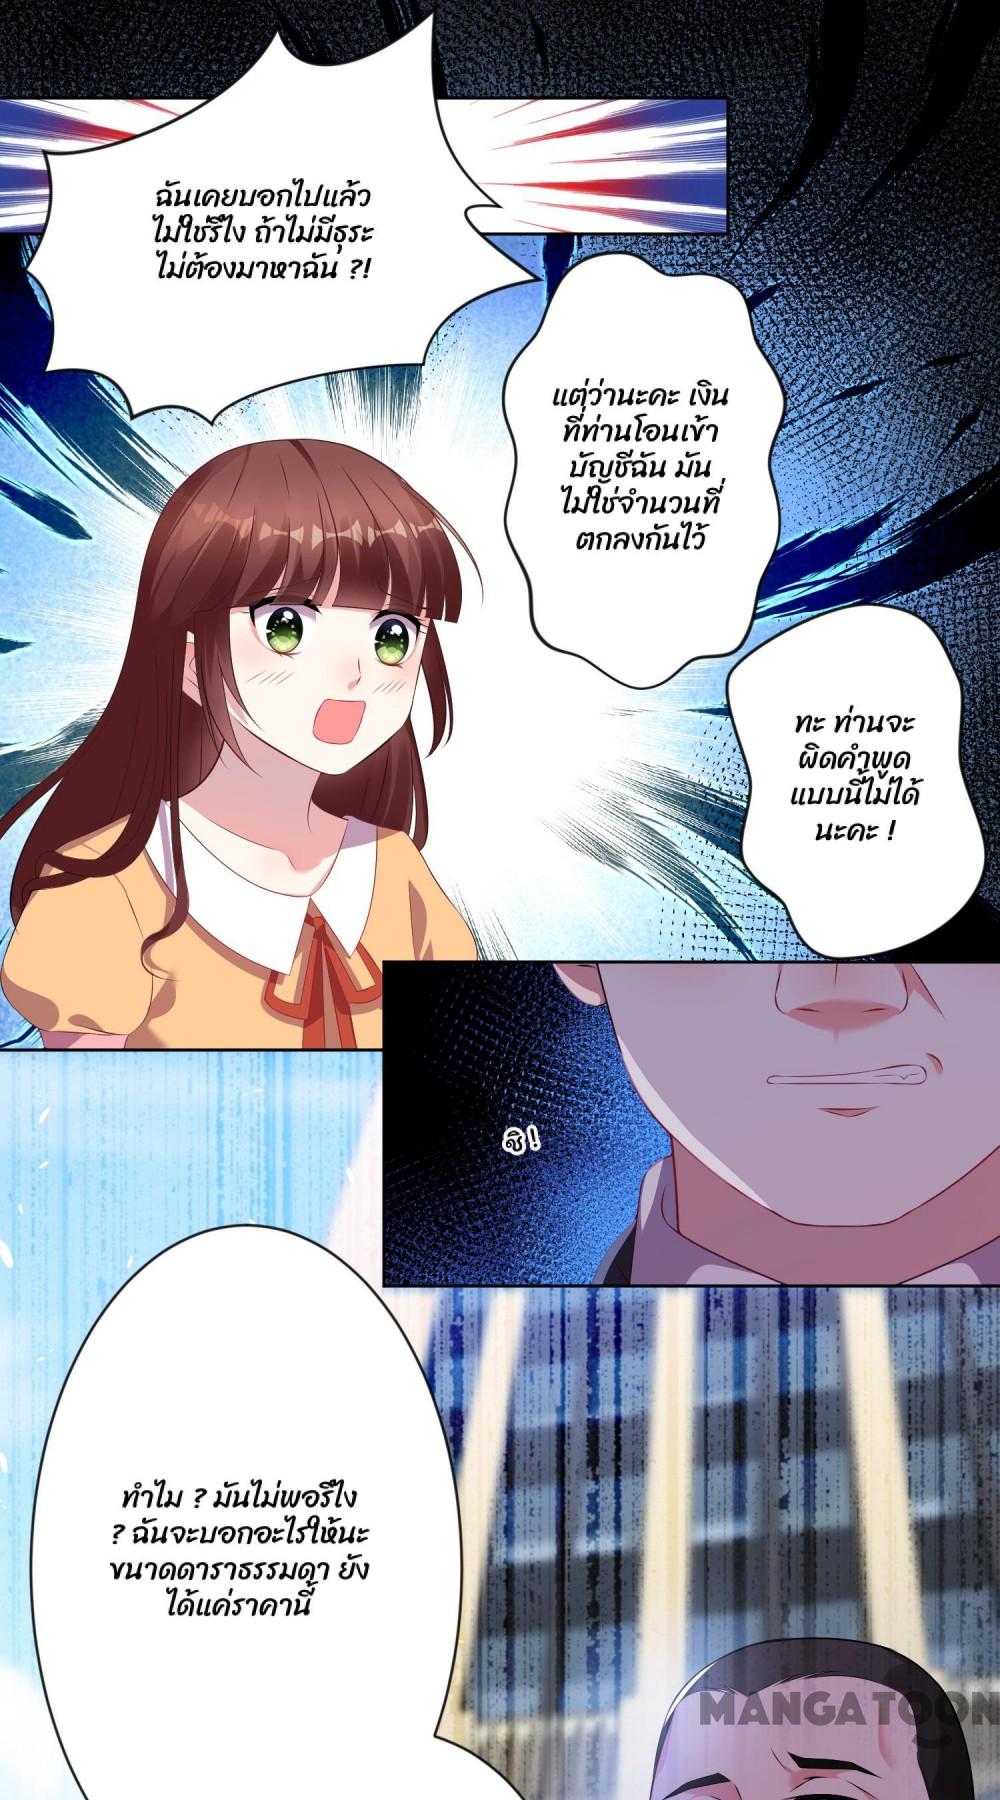 ฉันเคยบอกไปแล้ว
ไม่ใช่รึไง ถ้าไม่มีธุระ
ไม่ต้องมาหาฉัน ?!
แต่ว่านะคะ เงิน
ที่ท่านโอนเข้า
บัญชีฉัน มัน
ไม่ใช่จำนวนที่
ตกลงกันไว้
ทะ ท่านจะ
ผิดคำพูด
แบบนี้ไม่ได้
นะคะ !
ชิ !
ทำไม ? มันไม่พอรึไง
? ฉันจะบอกอะไรให้นะ
ขนาดดาราธรรมดา ยัง
ได้แค่ราคานี้
MANGATOON